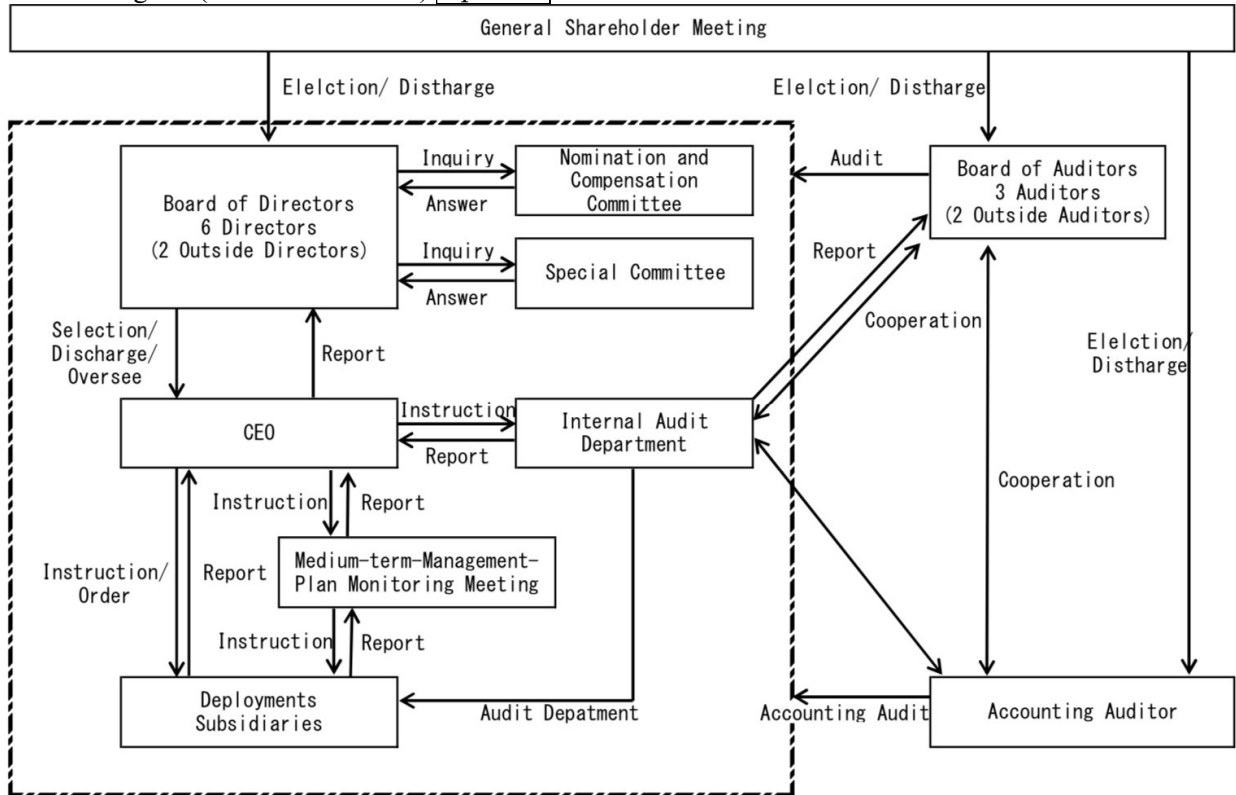 General Shareholder Meeting
Elelction/ Distharge
Elelction/ Distharge
Board of Directors
6 Directors
(2 Outside Directors)
Inquiry
Answer
Nomination and
Compensation
Committee
Audit
Board of Auditors
3 Auditors
(2 Outside Auditors)
Inquiry
Answer
Special Committee
Report
Cooperation
Selection/
Discharge/
Oversee
Report
Elelction/
Distharge
CEO
Instruction
Report
Internal Audit
Department
Cooperation
Instruction
Report
Medium-term-Management-
Plan Monitoring Meeting
Instruction/
Order
Report
Instruction
Report
Deployments
Subsidiaries
Audit Depatment
Accounting Audit
Accounting Auditor